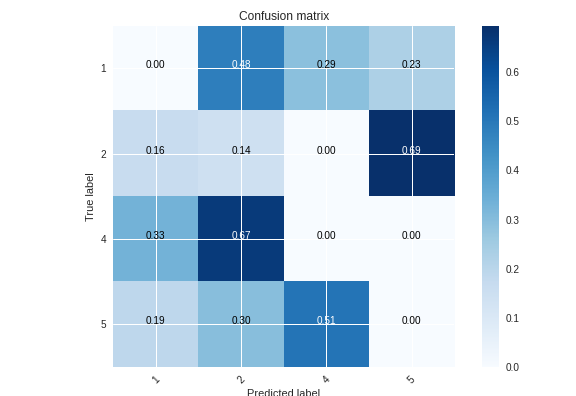 Confusion matrix
1 0.00 0.48 0.29 0.23
2 0.16 0.14 0.00 0.69
4 0.33 0.67 0.00 0.00
5 0.19 0.30 0.51 0.00
True label
1 2 4 5
Predicted label
0.6
0.5
0.4
0.3
0.2
0.1
0.0